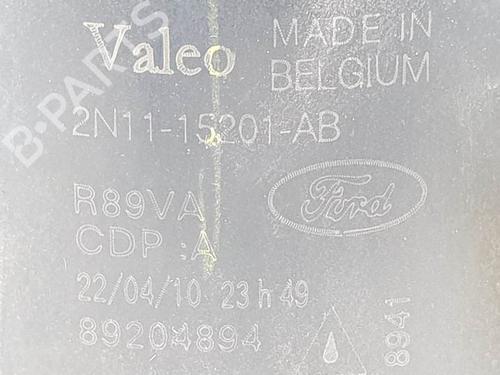 Valeo
MADE IN
BELGIUM
2N11-15201-AB
R89VA
CDP :A
Ford
22/04/10 23 h 49
89204894
8941
B-PARTS